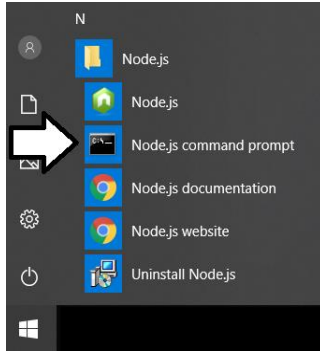 N
Node.js
Node.js
Node.js command prompt
Node.js documentation
Node.js website
Uninstall Node.js